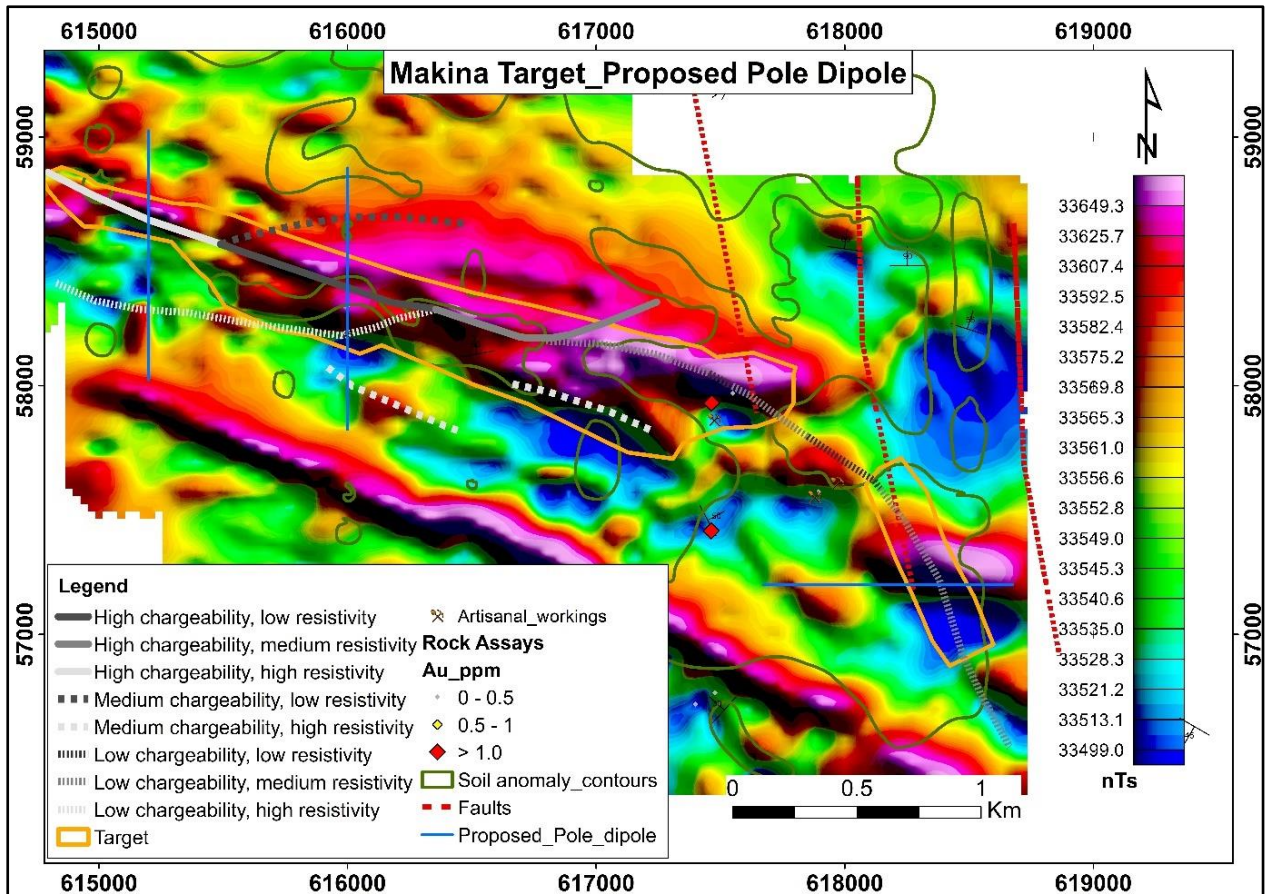 615000 616000 617000 618000 619000
Makina Target_Proposed Pole Dipole
59000
58000
57000
59000
58000
57000
N
33649.3
33625.7
33607.4
33592.5
33582.4
33575.2
33569.8
33565.3
33561.0
33556.6
33552.8
33549.0
33545.3
33540.6
33535.0
33528.3
33521.2
33513.1
33499.0
nTs
Legend
High chargeability, low resistivity
High chargeability, medium resistivity
High chargeability, high resistivity
Medium chargeability, low resistivity
Medium chargeability, high resistivity
Low chargeability, low resistivity
Low chargeability, medium resistivity
Low chargeability, high resistivity
Target
Artisanal_workings
Rock Assays
Au_ppm
0 - 0.5
0.5 - 1
> 1.0
Soil anomaly_contours
Faults
Proposed_Pole_dipole
0 0.5 1
Km
615000 616000 617000 618000 619000